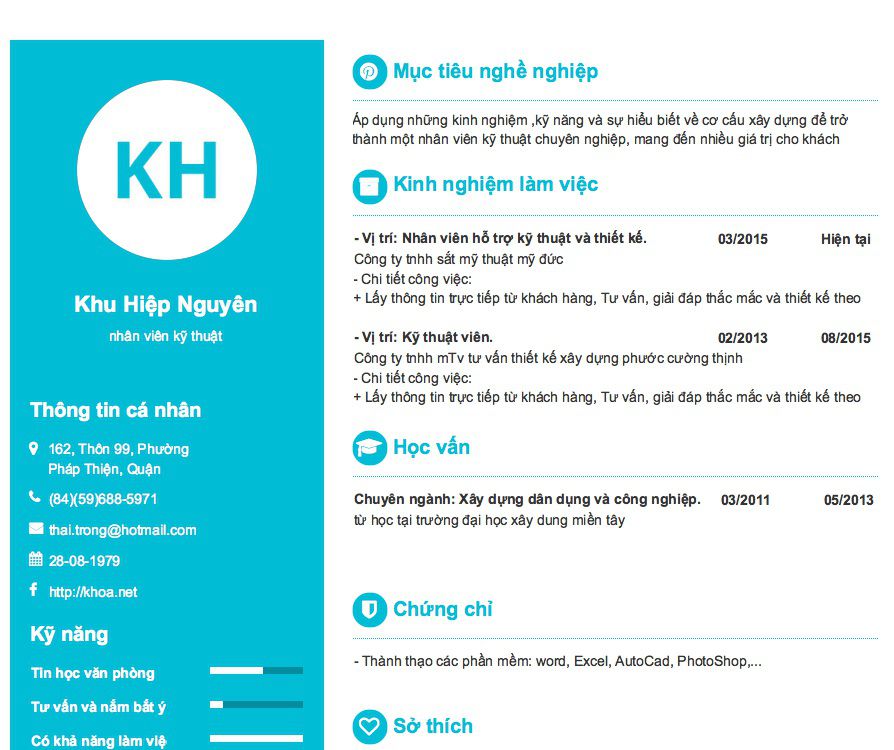 KH
Khu Hiệp Nguyên
nhân viên kỹ thuật
Thông tin cá nhân
162, Thôn 99, Phường
Pháp Thiện, Quận
(84)(59)688-5971
thai.trong@hotmail.com
28-08-1979
http://khoa.net
Kỹ năng
Tin học văn phòng
Tư vấn và nắm bắt ý
Có khả năng làm việ
Mục tiêu nghề nghiệp
Áp dụng những kinh nghiệm ,kỹ năng và sự hiểu biết về cơ cấu xây dựng để trở
thành một nhân viên kỹ thuật chuyên nghiệp, mang đến nhiều giá trị cho khách
Kinh nghiệm làm việc
- Vị trí: Nhân viên hỗ trợ kỹ thuật và thiết kế. 03/2015 Hiện tại
Công ty tnhh sắt mỹ thuật mỹ đức
- Chi tiết công việc:
+ Lấy thông tin trực tiếp từ khách hàng, Tư vấn, giải đáp thắc mắc và thiết kế theo
- Vị trí: Kỹ thuật viên. 02/2013 08/2015
Công ty tnhh mTv tư vấn thiết kế xây dựng phước cường thịnh
- Chi tiết công việc:
+ Lấy thông tin trực tiếp từ khách hàng, Tư vấn, giải đáp thắc mắc và thiết kế theo
Học vấn
Chuyên ngành: Xây dựng dân dụng và công nghiệp. 03/2011 05/2013
từ học tại trường đại học xây dung miền tây
Chứng chỉ
- Thành thạo các phần mềm: word, Excel, AutoCad, PhotoShop,...
Sở thích